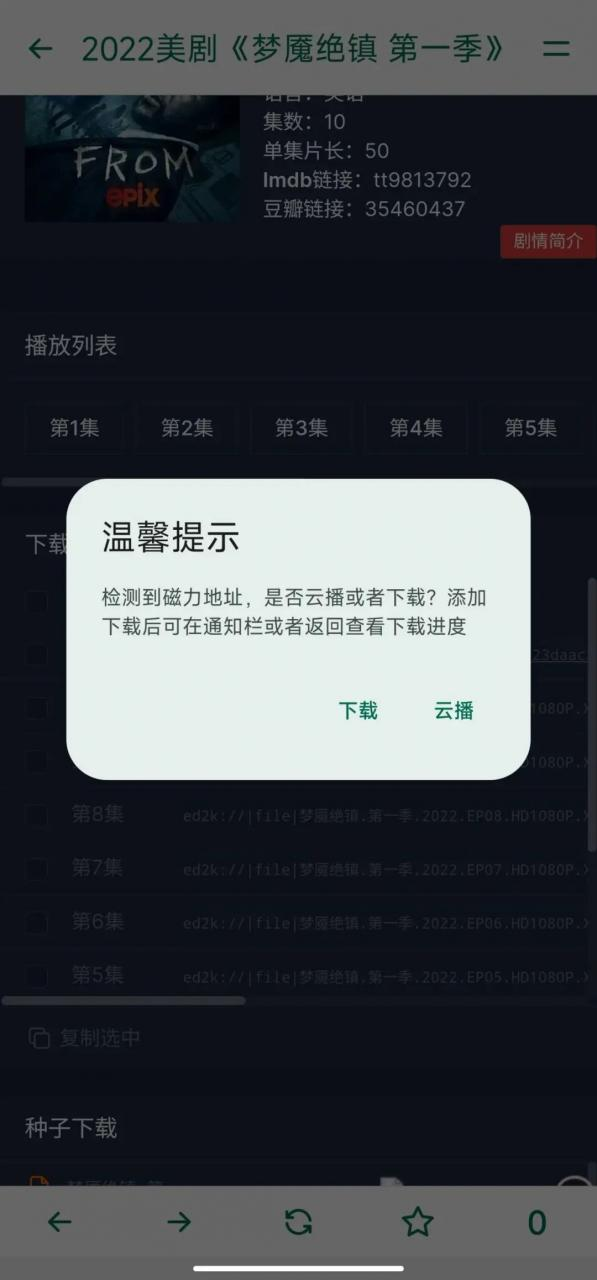 2022美剧《梦魇绝镇 第一季》
FROM
epix
集数：10
单集片长：50
Imdb链接：tt9813792
豆瓣链接：35460437
剧情简介
播放列表
第1集 第2集 第3集 第4集 第5集
下载
温馨提示
检测到磁力地址，是否云播或者下载？添加
下载后可在通知栏或者返回查看下载进度
下载 云播
23daac
1080P.
1080P.
第8集 ed2k://|file|梦魇绝镇.第一季.2022.EP08.HD1080P.X
第7集 ed2k://|file|梦魇绝镇.第一季.2022.EP07.HD1080P.X
第6集 ed2k://|file|梦魇绝镇.第一季.2022.EP06.HD1080P.X
第5集 ed2k://|file|梦魇绝镇.第一季.2022.EP05.HD1080P.X
复制选中
种子下载
0